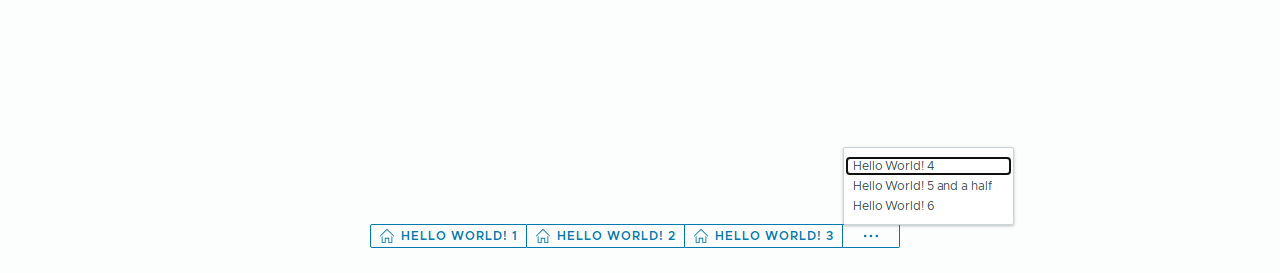 Hello World! 4
Hello World! 5 and a half
Hello World! 6
HELLO WORLD! 1 HELLO WORLD! 2 HELLO WORLD! 3 ...